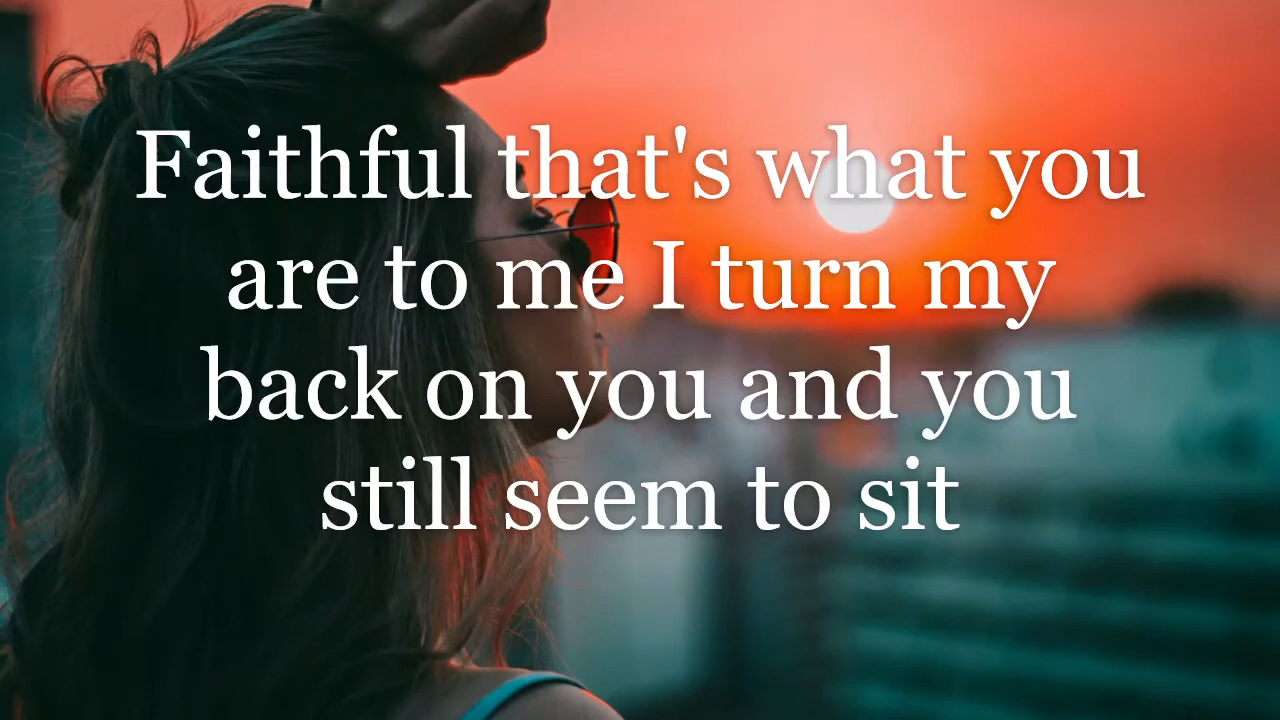 Faithful that's what you
are to me I turn my
back on you and you
still seem to sit